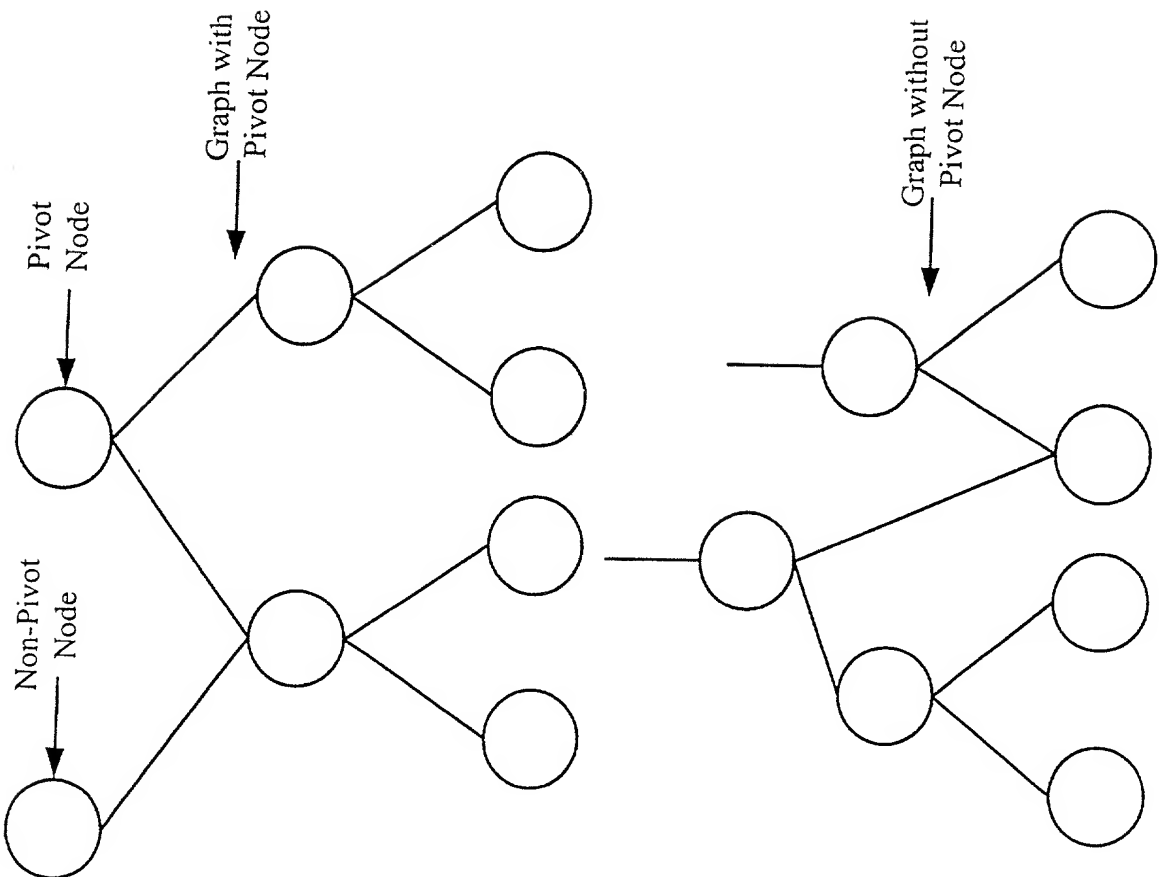 Non-Pivot
Node
Pivot
Node
Graph with
Pivot Node
Graph without
Pivot Node